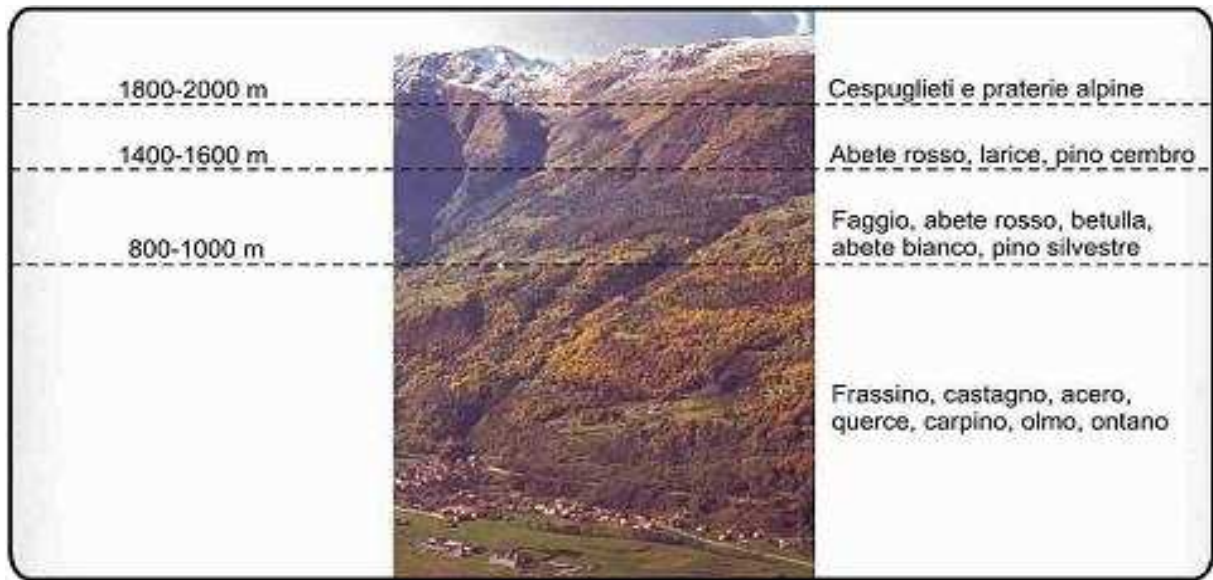 1800-2000 m
Cespuglieti e praterie alpine
1400-1600 m
Abete rosso, larice, pino cembro
Faggio, abete rosso, betulla,
abete bianco, pino silvestre
800-1000 m
Frassino, castagno, acero,
querce, carpino, olmo, ontano